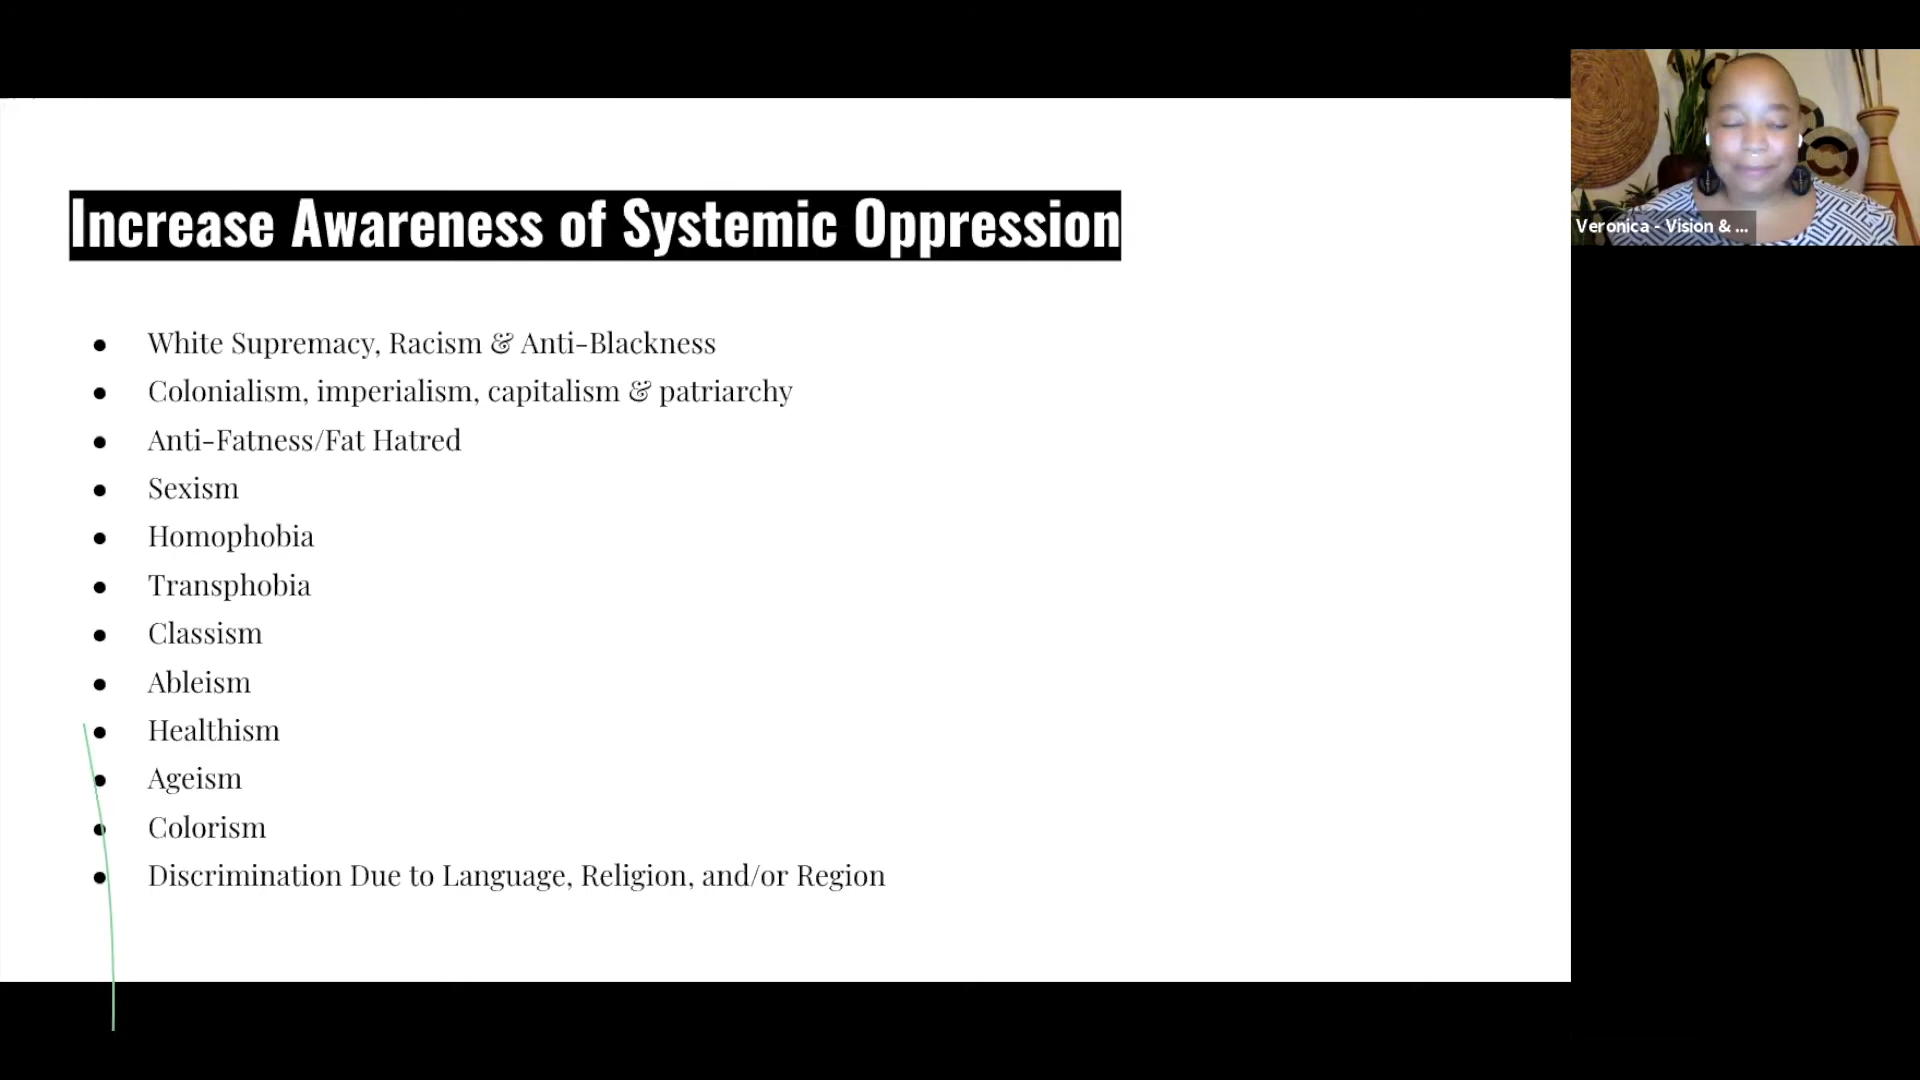 Increase Awareness of Systemic Oppression
● White Supremacy, Racism & Anti-Blackness
● Colonialism, imperialism, capitalism & patriarchy
● Anti-Fatness/Fat Hatred
● Sexism
● Homophobia
● Transphobia
● Classism
● Ableism
● Healthism
● Ageism
● Colorism
● Discrimination Due to Language, Religion, and/or Region
Veronica - Vision & ...